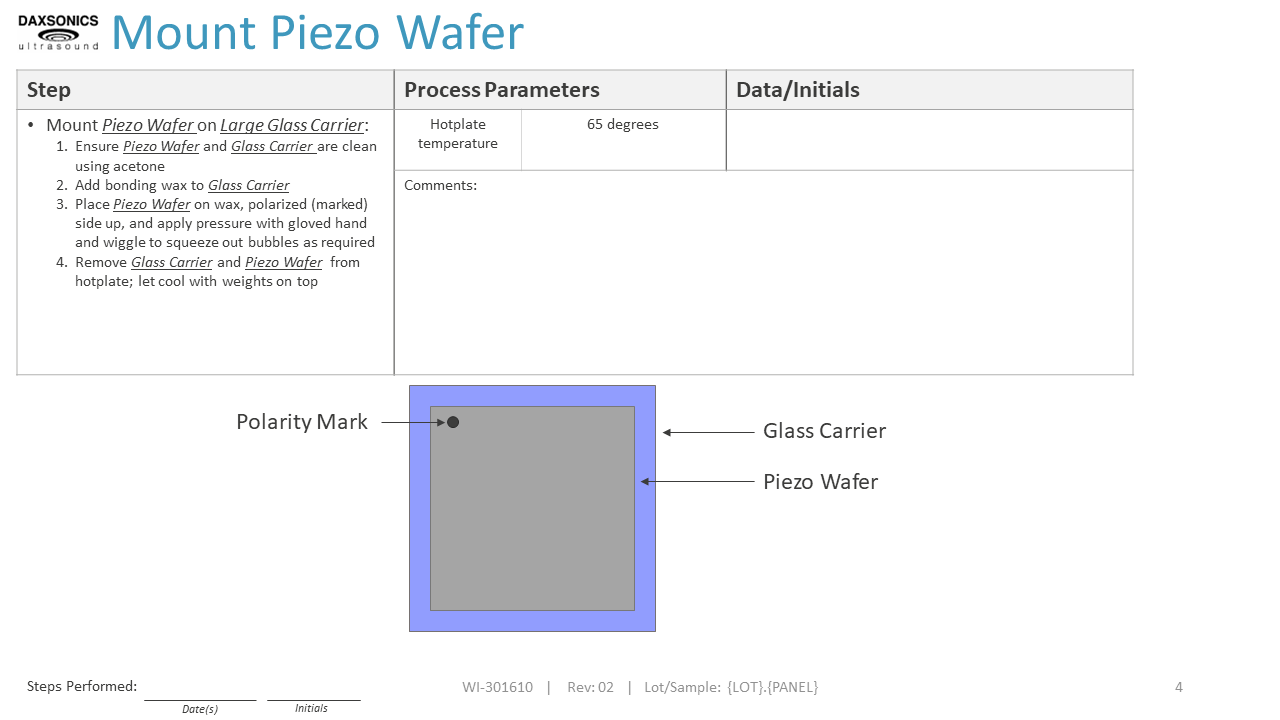 DAXSONICS
ultrasound
Mount Piezo Wafer
Step
Process Parameters
Data/Initials
• Mount Piezo Wafer on Large Glass Carrier:
1. Ensure Piezo Wafer and Glass Carrier are clean
using acetone
2. Add bonding wax to Glass Carrier
3. Place Piezo Wafer on wax, polarized (marked)
side up, and apply pressure with gloved hand
and wiggle to squeeze out bubbles as required
4. Remove Glass Carrier and Piezo Wafer from
hotplate; let cool with weights on top
Hotplate
temperature
65 degrees
Comments:
Polarity Mark
Glass Carrier
Piezo Wafer
Steps Performed:
Date(s)
Initials
WI-301610 | Rev: 02 | Lot/Sample: {LOT}.{PANEL}
4